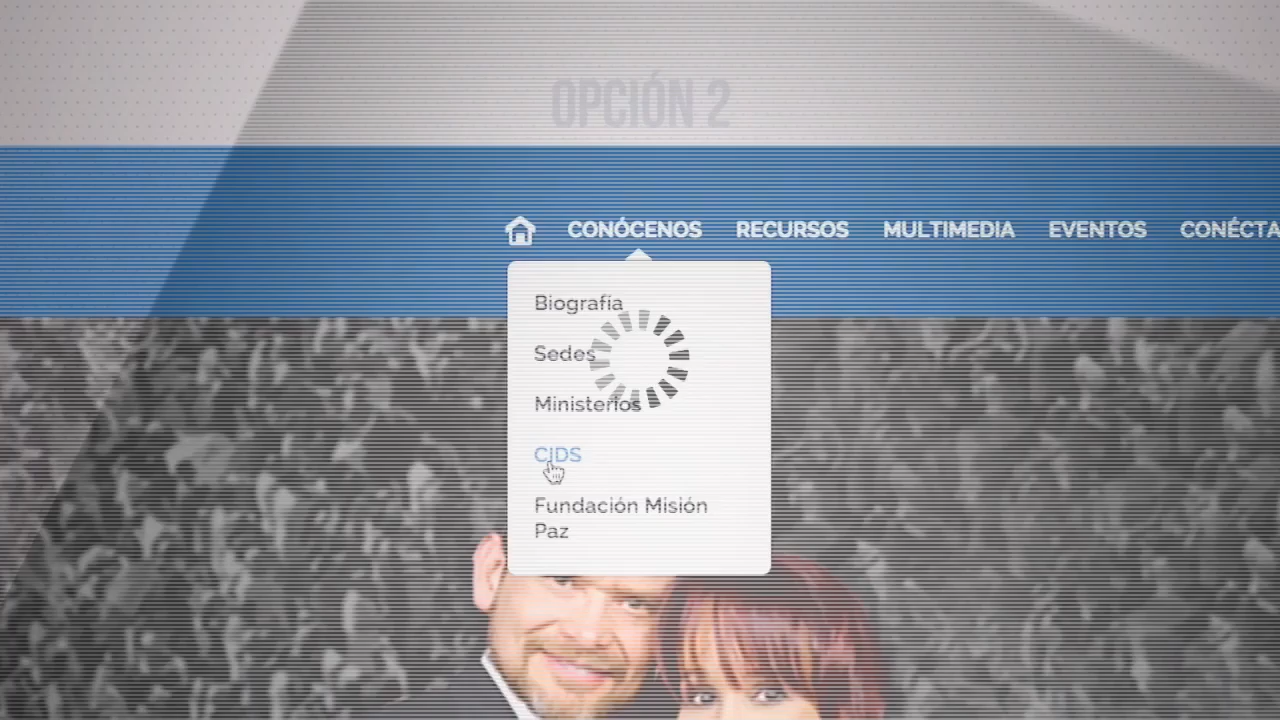 OPCIÓN 2
CONÓCENOS RECURSOS MULTIMEDIA EVENTOS CONÉCTA
Biografía
Sedes
Ministerios
CIDS
Fundación Misión
Paz